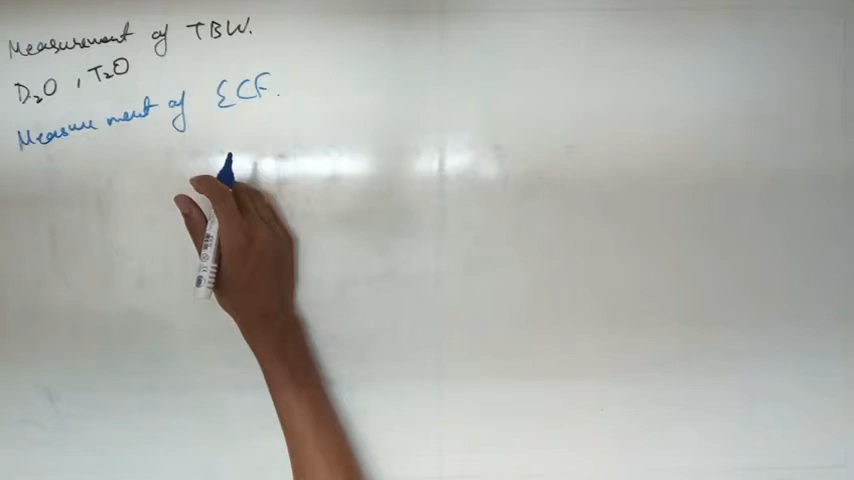 Measurement of TBW.
D₂O, T₂O
Measurement of ECF.